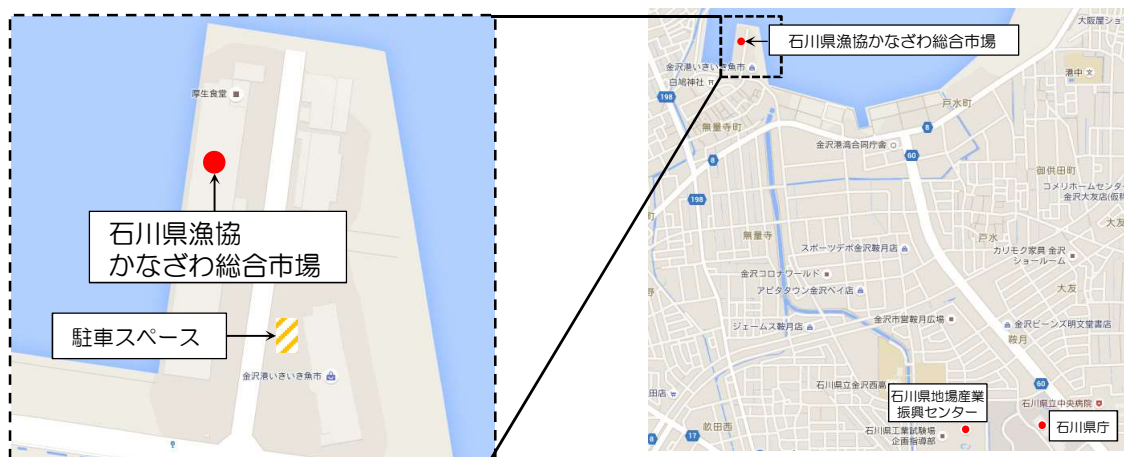 厚生食堂
石川県漁協
かなざわ総合市場
駐車スペース
金沢港いきいき魚市
石川県漁協かなざわ総合市場
大阪屋ショ
金沢港いきいき魚市
白鳩神社
港中
198
戸水町
無量寺町
8
金沢港湾合同庁舎
60
8
御供田町
コメリホームセンター
金沢大友店(仮称
198
町
無量寺
戸水
大友
スポーツデポ金沢鞍月店
カリモク家具 金沢
ショールーム
金沢コロナワールド
大友
アピタタウン金沢ベイ店
金沢市営鞍月広場
ジェームス鞍月店
金沢ビーンズ明文堂書店
鞍月
石川県立金沢西高
60
田店
石川県地場産業
振興センター
石川県立中央病院
畝田西
17
8
石川県工業試験場
企画指導部
石川県庁